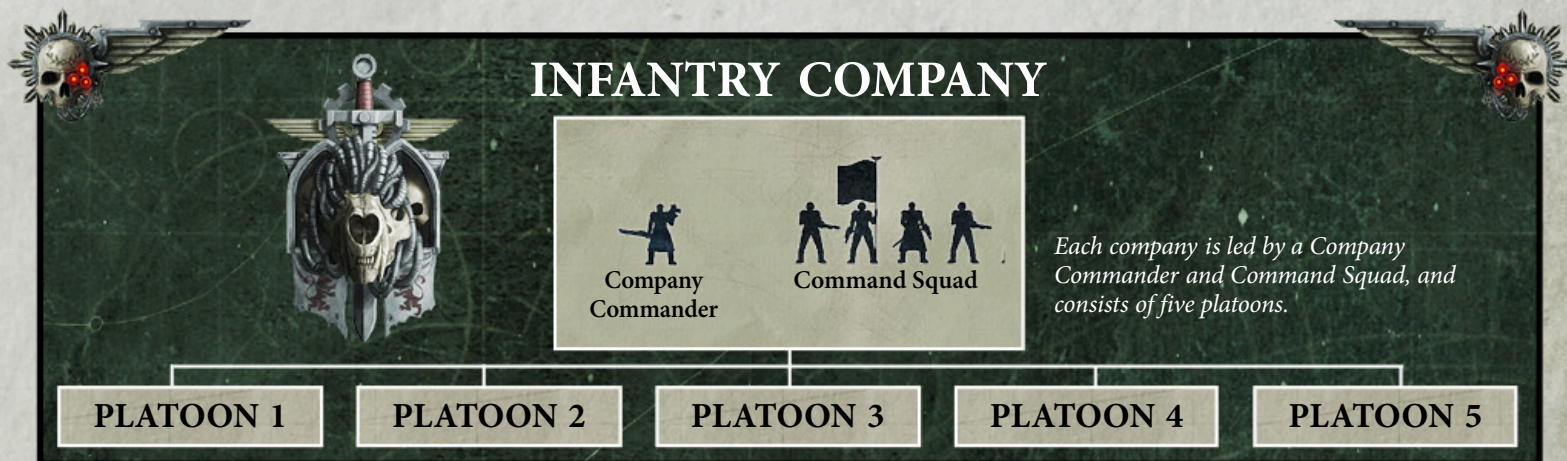 INFANTRY COMPANY
Company
Commander
Command Squad
Each company is led by a Company
Commander and Command Squad, and
consists of five platoons.
PLATOON 1
PLATOON 2
PLATOON 3
PLATOON 4
PLATOON 5